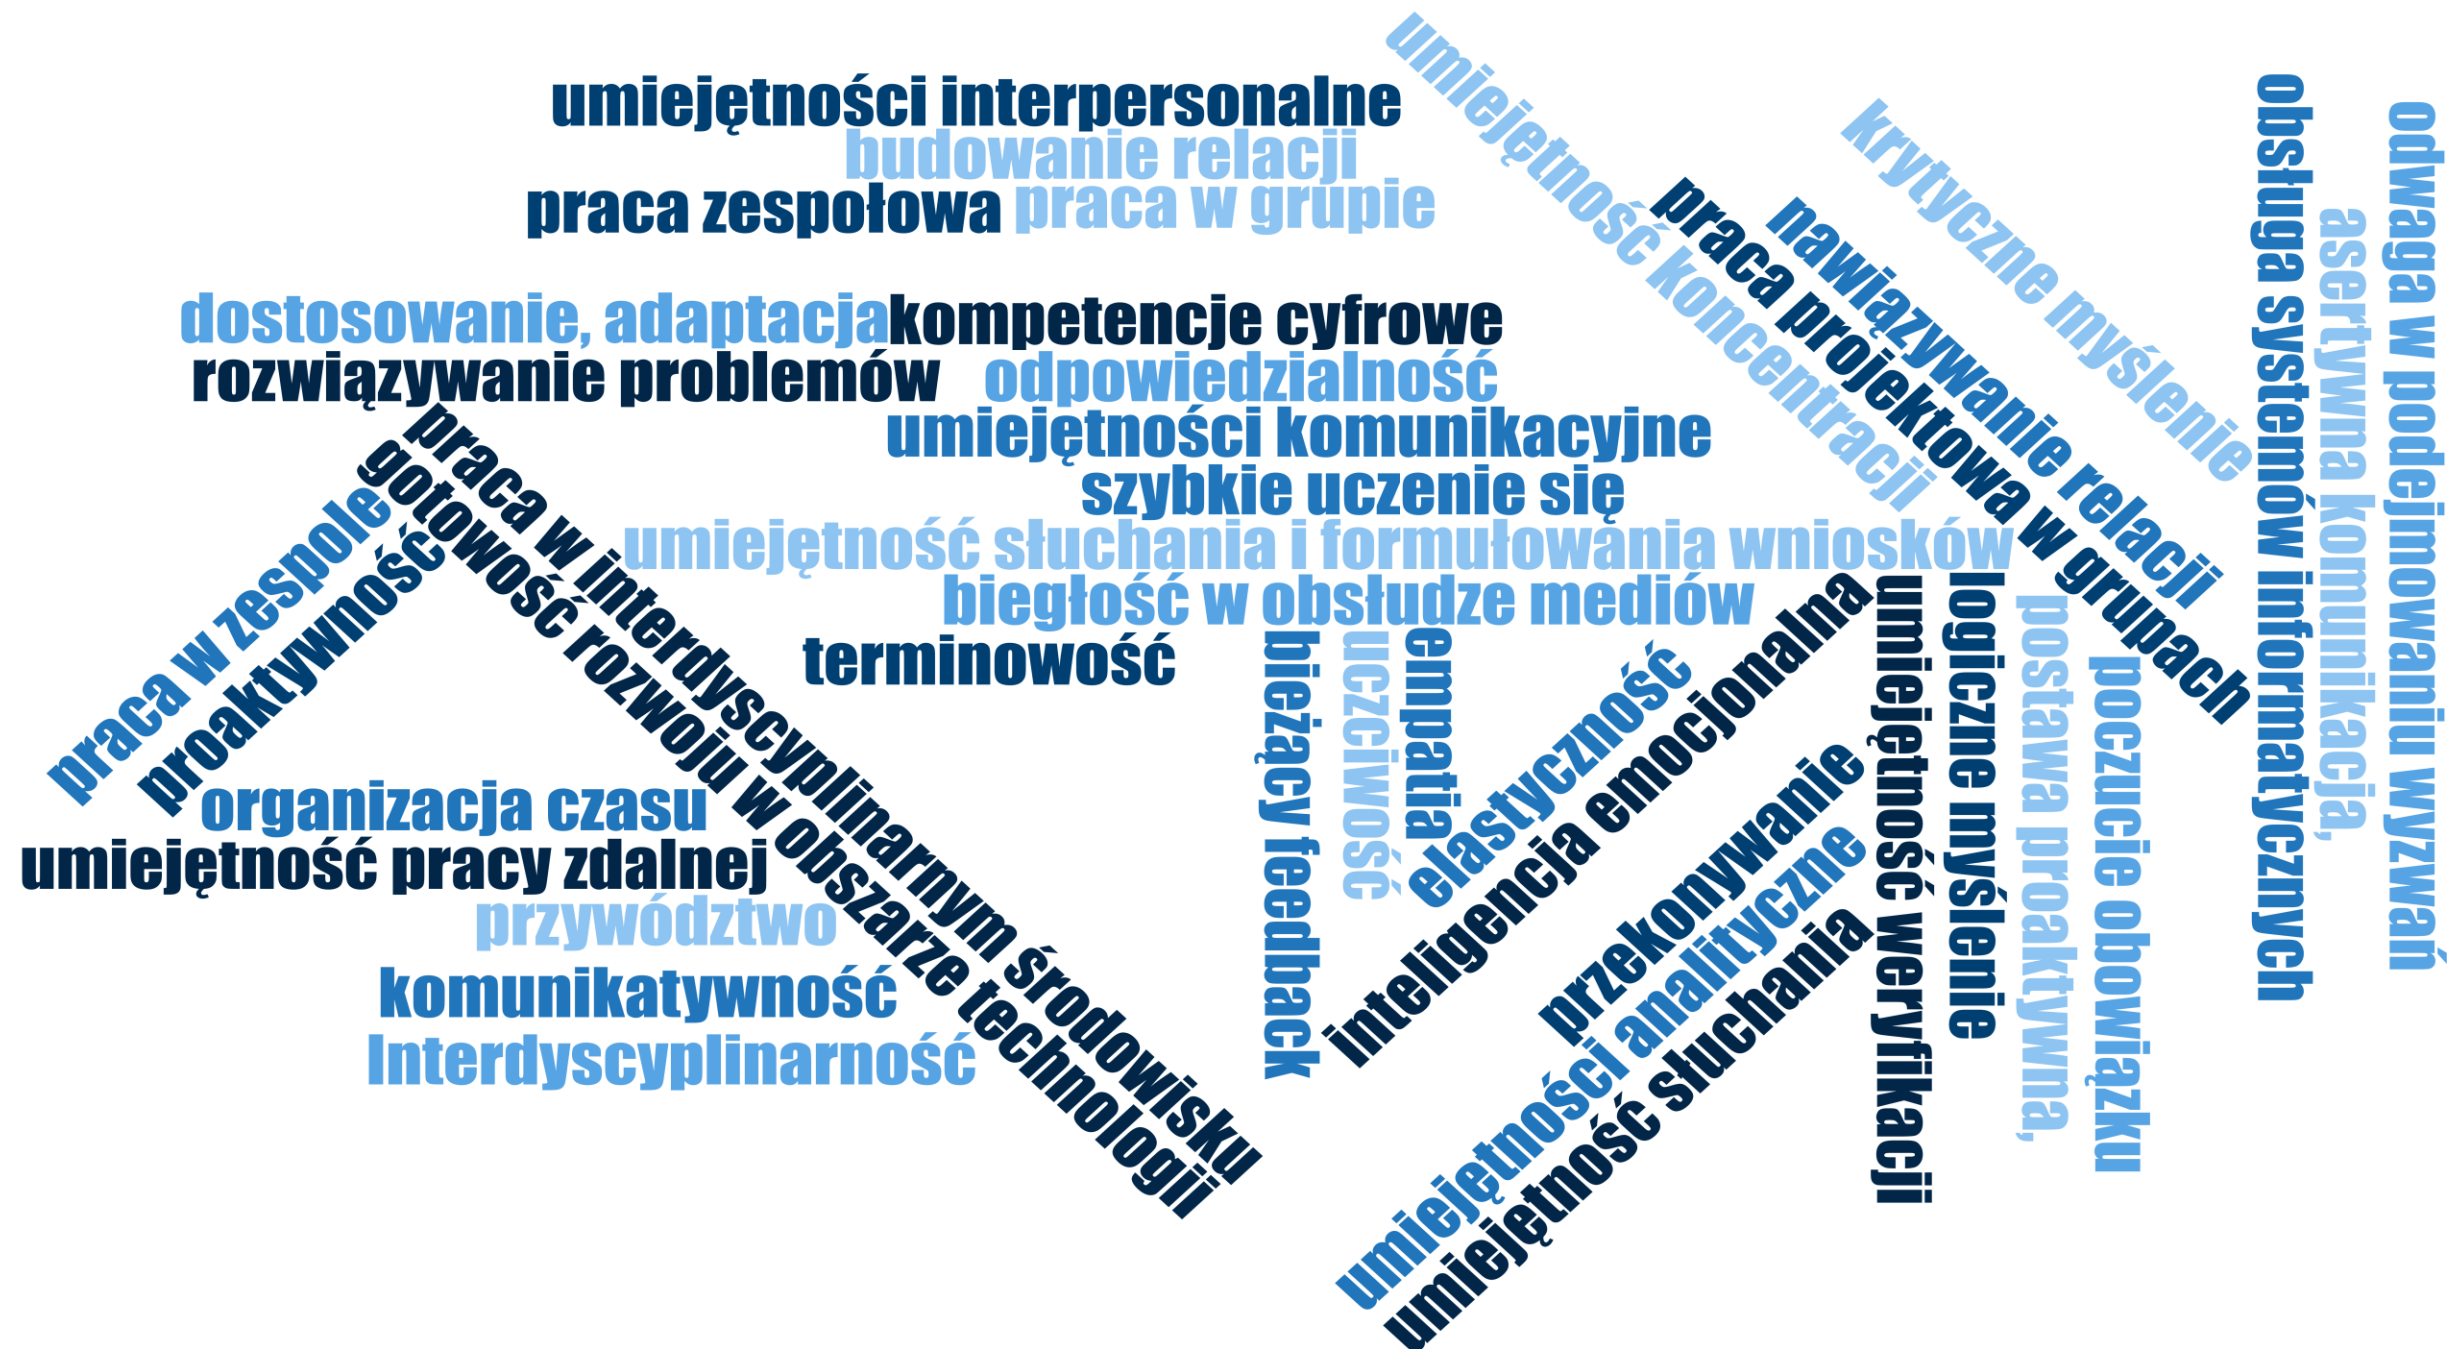 umiejętności interpersonalne
budowanie relacji
praca zespołowa
praca w grupie
dostosowanie, adaptacja
kompetencje cyfrowe
rozwiązywanie problemów
odpowiedzialność
umiejętności komunikacyjne
szybkie uczenie się
umiejętność słuchania i formułowania wniosków
biegłość w obsłudze mediów
terminowość
praca w zespole
proaktywność
praca w interdyscyplinarnym środowisku
gotowość rozwoju w obszarze technologii
organizacja czasu
umiejętność pracy zdalnej
przywództwo
komunikatywność
Interdyscyplinarność
bieżący feedback
uczciwość
empatia
elastyczność
inteligencja emocjonalna
przekonywanie
umiejętności analityczne
umiejętność słuchania
umiejętność weryfikacji
logiczne myślenie
postawa proaktywna,
poczucie obowiązku
umiejętność koncentracji
praca projektowa w grupach
nawiązywanie relacji
krytyczne myślenie
obsługa systemów informatycznych
asertywna komunikacja,
odwaga w podejmowaniu wyzwań